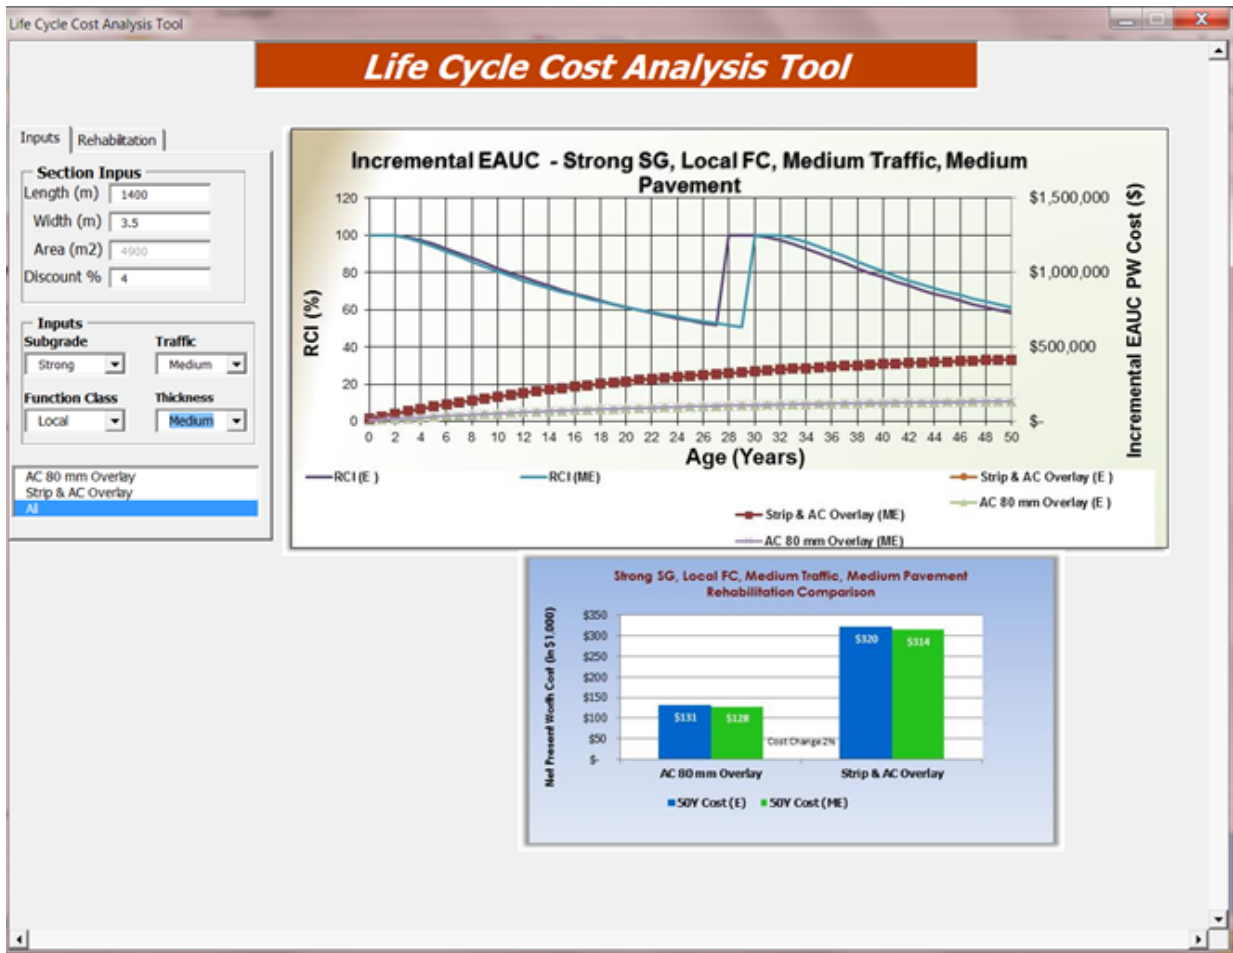 Life Cycle Cost Analysis Tool
Life Cycle Cost Analysis Tool
Inputs
Rehabilitation
Section Inpus
Length (m) 1400
Width (m) 3.5
Area (m2) 4900
Discount % 4
Inputs
Subgrade Traffic
Strong Medium
Function Class Thickness
Local Medium
AC 80 mm Overlay
Strip & AC Overlay
All
Incremental EAUC - Strong SG, Local FC, Medium Traffic, Medium
Pavement
RCI (%)
120
100
80
60
40
20
0
$1,500,000
$1,000,000
$500,000
$-
Incremental EAUC PW Cost ($)
0 2 4 6 8 10 12 14 16 18 20 22 24 26 28 30 32 34 36 38 40 42 44 46 48 50
Age (Years)
RCI (E )
RCI (ME)
Strip & AC Overlay (E )
AC 80 mm Overlay (E )
Strip & AC Overlay (ME)
AC 80 mm Overlay (ME)
Strong SG, Local FC, Medium Traffic, Medium Pavement
Rehabilitation Comparison
Net Present Worth Cost (in $1,000)
$350
$300
$250
$200
$150
$100
$50
$-
$131 $128
$320 $314
Cost Change 2%
AC 80 mm Overlay Strip & AC Overlay
50Y Cost (E) 50Y Cost (ME)